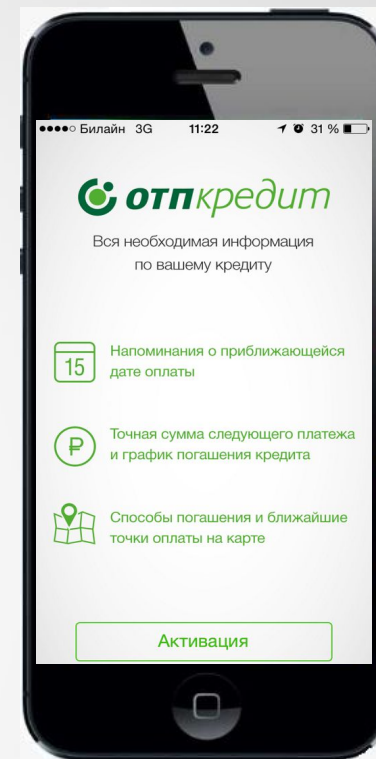 Билайн 3G 11:22 31 %
отпкредит
Вся необходимая информация
по вашему кредиту
15
Напоминания о приближающейся
дате оплаты
₽
Точная сумма следующего платежа
и график погашения кредита
Способы погашения и ближайшие
точки оплаты на карте
Активация